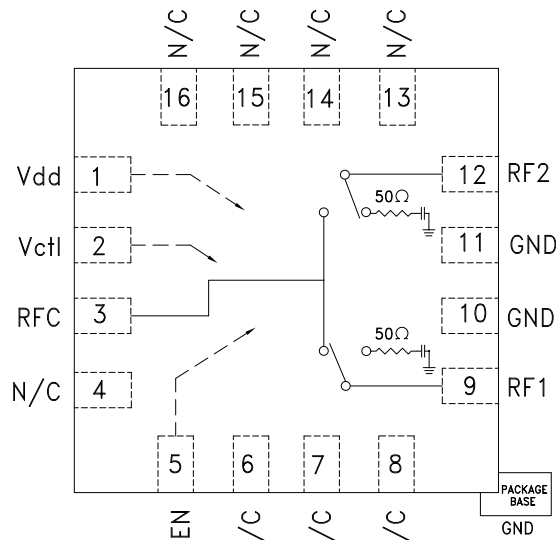 N/C N/C N/C N/C
16 15 14 13
Vdd 1
Vctl 2
RFC 3
N/C 4
50Ω
12 RF2
11 GND
10 GND
50Ω
9 RF1
5 6 7 8
EN /C /C /C
PACKAGE
BASE
GND